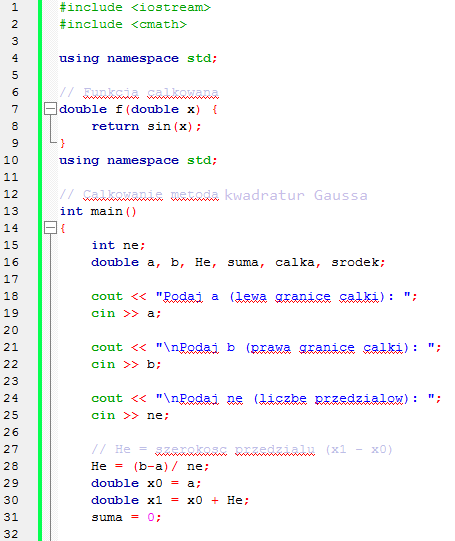 1 #include <iostream>
2 #include <cmath>
3
4 using namespace std;
5
6 // Funkcja calkowana
7 double f(double x) {
8 return sin(x);
9 }
10 using namespace std;
11
12 // Calkowanie metoda kwadratur Gaussa
13 int main()
14 {
15 int ne;
16 double a, b, He, suma, calka, srodek;
17
18 cout << "Podaj a (lewa granice calki): ";
19 cin >> a;
20
21 cout << "\nPodaj b (prawa granice calki): ";
22 cin >> b;
23
24 cout << "\nPodaj ne (liczbe przedzialow): ";
25 cin >> ne;
26
27 // He = szerokosc przedzialu (x1 - x0)
28 He = (b-a)/ ne;
29 double x0 = a;
30 double x1 = x0 + He;
31 suma = 0;
32